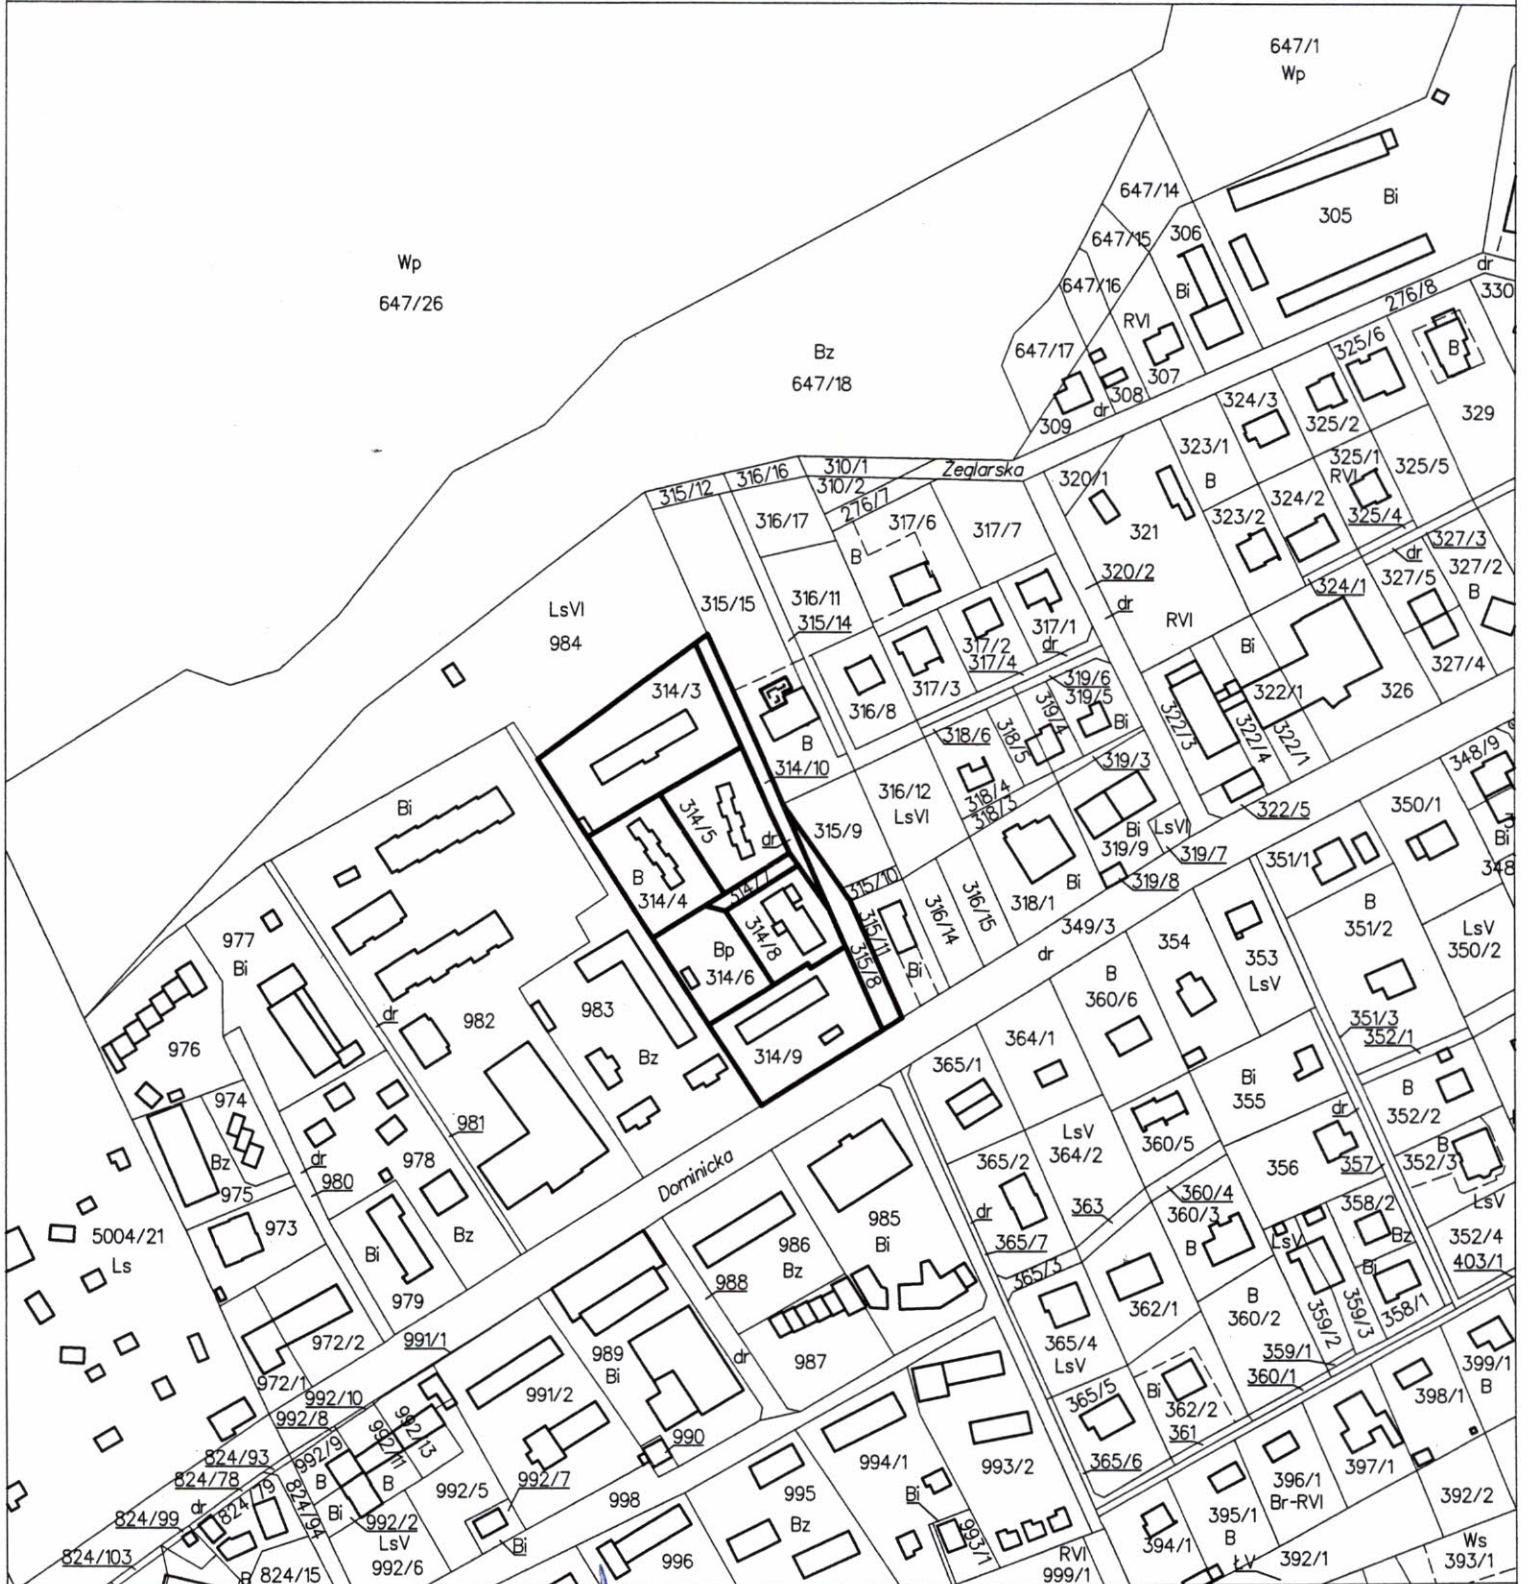 647/1
Wp
647/14
Bi
305
647/15
306
Wp
647/26
647/16
Bi
dr
276/8
330
RVI
Bz
647/18
647/17
325/6
B
307
308
dr
309
324/3
325/2
329
323/1
B
325/1
RVI
325/5
310/1
Żeglarska
316/16
315/12
310/2
320/1
276/7
324/2
316/17
317/6
317/7
321
323/2
325/4
327/3
dr
B
327/2
B
320/2
324/1
327/5
LsVI
984
315/15
316/11
315/14
dr
RVI
317/1
317/2
dr
317/4
Bi
327/4
314/3
317/3
319/6
319/5
322/1
326
316/8
319/4
Bi
322/3
322/4
322/1
B
318/6
318/5
314/10
319/3
348/9
316/12
LsVI
318/4
318/3
322/5
350/1
Bi
314/5
315/9
Bi
LsVI
Bi
348
dr
319/9
319/7
351/1
B
314/4
314/7
315/10
318/1
Bi
319/8
B
351/2
316/14
316/15
349/3
LsV
350/2
977
Bi
Bp
314/6
314/8
315/11
315/8
354
353
LsV
dr
B
360/6
Bi
dr
982
983
351/3
352/1
976
Bz
314/9
364/1
365/1
974
Bi
355
B
352/2
981
dr
LsV
364/2
360/5
Bz
975
dr
980
978
Dominicka
365/2
356
357
B
352/3
363
360/4
358/2
LsV
5004/21
Ls
973
985
Bi
dr
360/3
Bz
Bi
Bz
986
Bz
365/7
B
LsV
352/4
988
365/3
Bi
403/1
979
B
360/2
359/2
359/3
358/1
362/1
972/2
991/1
989
Bi
dr
987
365/4
LsV
359/1
399/1
B
972/1
992/10
991/2
365/5
Bi
362/2
360/1
398/1
992/8
361
992/9
992/11
992/13
990
824/93
824/78
B
B
994/1
993/2
365/6
397/1
dr
992/5
992/7
998
995
Bz
396/1
Br-RVI
392/2
824/94
Bi
992/2
LsV
Bi
395/1
B
824/99
Bi
993/1
394/1
Ws
824/103
B
824/15
992/6
996
RVI
999/1
ŁV
392/1
393/1